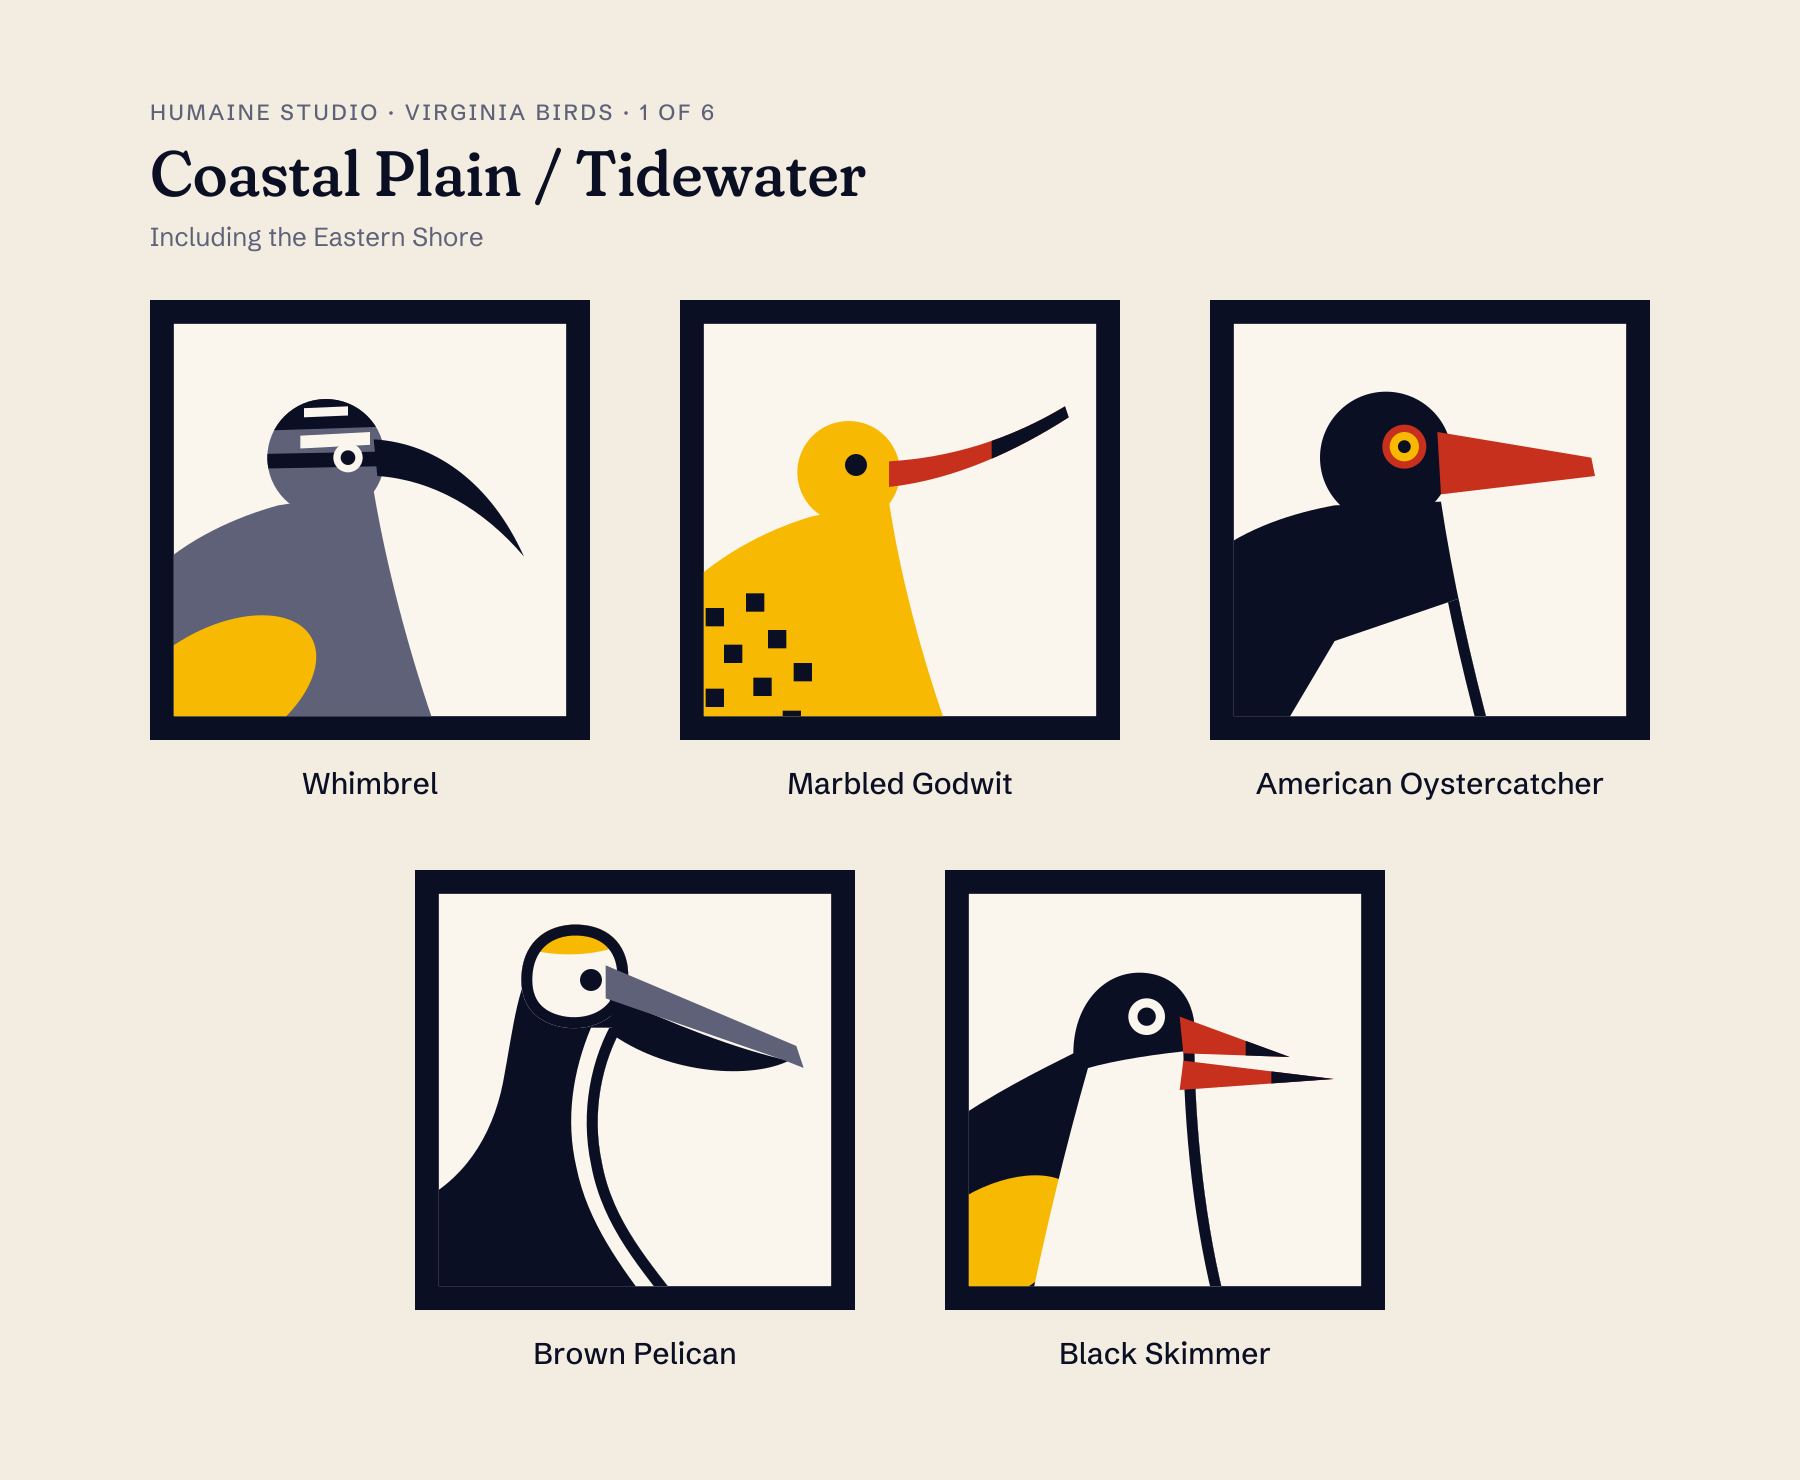 HUMAINE STUDIO · VIRGINIA BIRDS · 1 OF 6
Coastal Plain / Tidewater
Including the Eastern Shore
Whimbrel
Marbled Godwit
American Oystercatcher
Brown Pelican
Black Skimmer